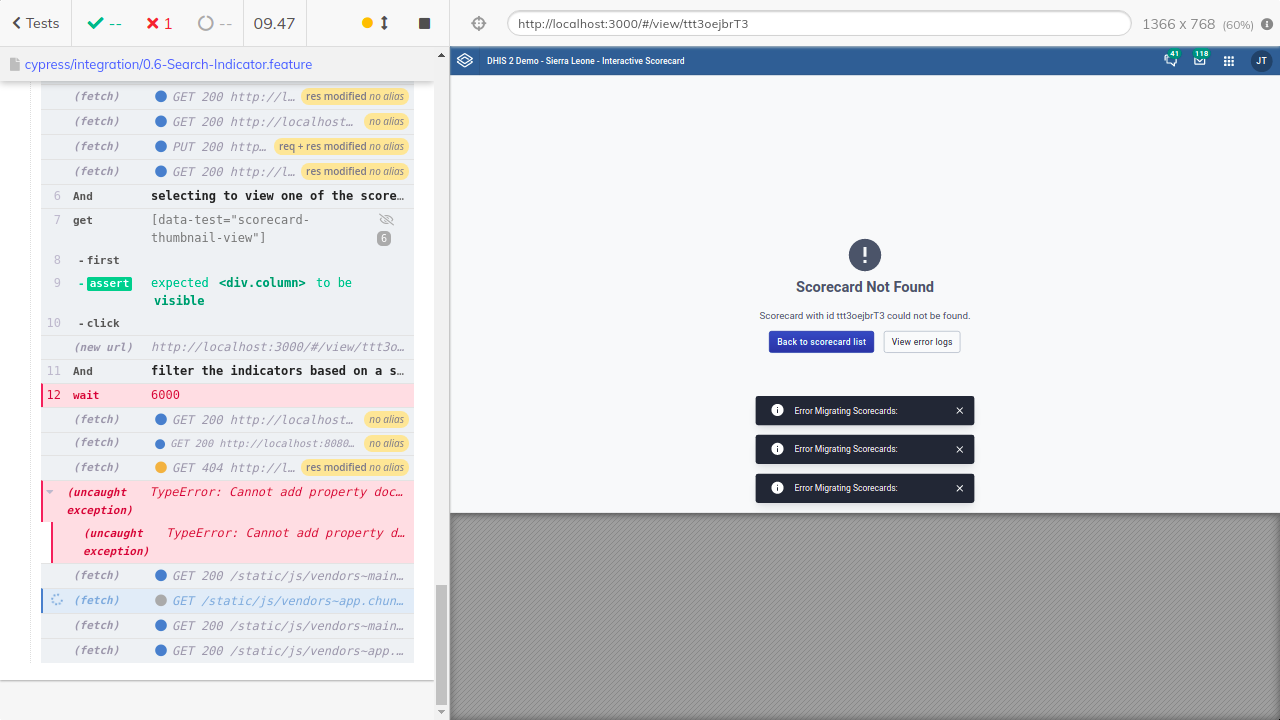 Tests -- 1 -- 09.47
http://localhost:3000/#/view/ttt3oejbrT3 1366 x 768 (60%)
cypress/integration/0.6-Search-Indicator.feature
(fetch) GET 200 http://l… res modified no alias
(fetch) GET 200 http://localhost… no alias
(fetch) PUT 200 http… req + res modified no alias
(fetch) GET 200 http://l… res modified no alias
6 And selecting to view one of the score…
7 get [data-test="scorecard-
thumbnail-view"] 6
8 - first
9 - assert expected <div.column> to be
visible
10 - click
(new url) http://localhost:3000/#/view/ttt3o…
11 And filter the indicators based on a s…
12 wait 6000
(fetch) GET 200 http://localhost… no alias
(fetch) GET 200 http://localhost:8080… no alias
(fetch) GET 404 http://l… res modified no alias
(uncaught TypeError: Cannot add property doc…
exception)
(uncaught TypeError: Cannot add property d…
exception)
(fetch) GET 200 /static/js/vendors~main…
(fetch) GET /static/js/vendors~app.chun…
(fetch) GET 200 /static/js/vendors~main…
(fetch) GET 200 /static/js/vendors~app.…
DHIS 2 Demo - Sierra Leone - Interactive Scorecard 41 118 JT
Scorecard Not Found
Scorecard with id ttt3oejbrT3 could not be found.
Back to scorecard list View error logs
Error Migrating Scorecards:
Error Migrating Scorecards:
Error Migrating Scorecards: